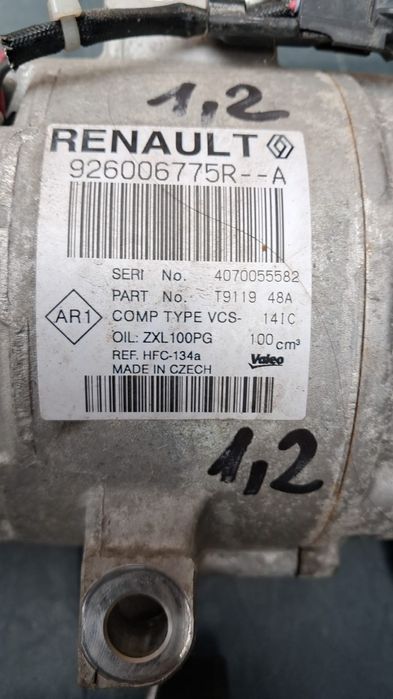 1,2
RENAULT
926006775R--A
SERI No. 4070055582
PART No. T9119 48A
AR1
COMP TYPE VCS- 14IC
OIL: ZXL100PG 100 cm³
REF. HFC-134a
Valeo
MADE IN CZECH
1,2